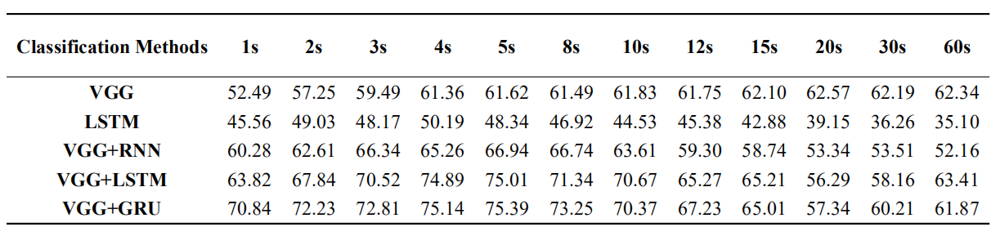 Classification Methods 1s 2s 3s 4s 5s 8s 10s 12s 15s 20s 30s 60s
VGG 52.49 57.25 59.49 61.36 61.62 61.49 61.83 61.75 62.10 62.57 62.19 62.34
LSTM 45.56 49.03 48.17 50.19 48.34 46.92 44.53 45.38 42.88 39.15 36.26 35.10
VGG+RNN 60.28 62.61 66.34 65.26 66.94 66.74 63.61 59.30 58.74 53.34 53.51 52.16
VGG+LSTM 63.82 67.84 70.52 74.89 75.01 71.34 70.67 65.27 65.21 56.29 58.16 63.41
VGG+GRU 70.84 72.23 72.81 75.14 75.39 73.25 70.37 67.23 65.01 57.34 60.21 61.87